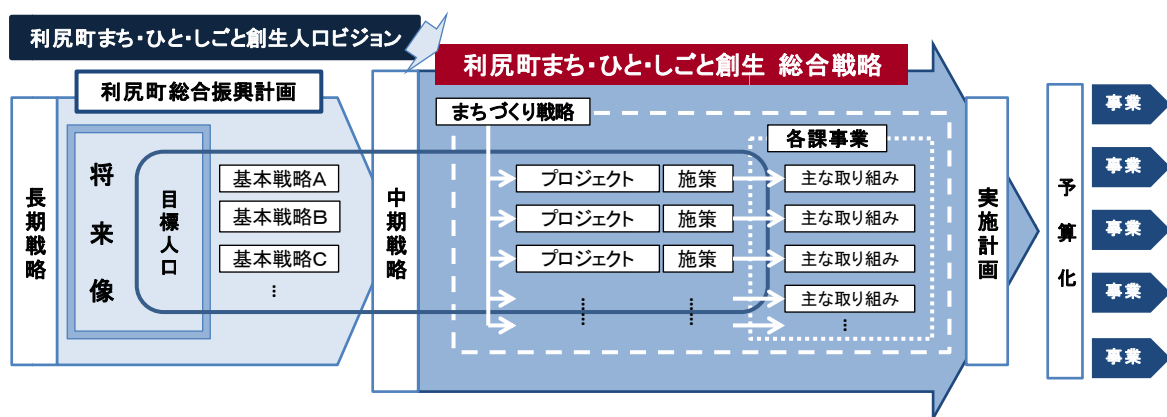 利尻町まち・ひと・しごと創生人口ビジョン
利尻町まち・ひと・しごと創生 総合戦略
利尻町総合振興計画
長期戦略
将来像
目標人口
基本戦略A
基本戦略B
基本戦略C
⋮
中期戦略
まちづくり戦略
各課事業
プロジェクト 施策 主な取り組み
プロジェクト 施策 主な取り組み
プロジェクト 施策 主な取り組み
⋮ ⋮ 主な取り組み
⋮
実施計画
予算化
事業
事業
事業
事業
事業